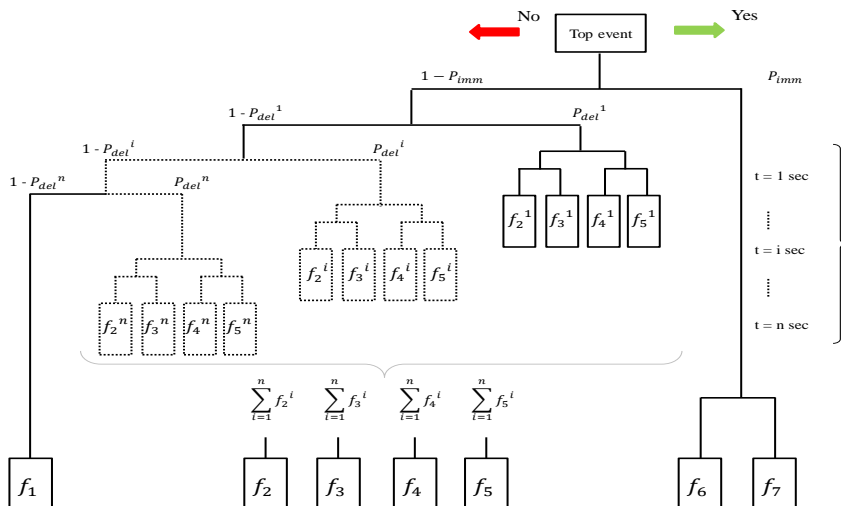 No
Yes
Top event
1 − P_imm
P_imm
1 - P_del^1
P_del^1
1 - P_del^i
P_del^i
1 - P_del^n
P_del^n
t = 1 sec
t = i sec
t = n sec
f_2^1 f_3^1 f_4^1 f_5^1
f_2^i f_3^i f_4^i f_5^i
f_2^n f_3^n f_4^n f_5^n
∑_{i=1}^{n} f_2^i ∑_{i=1}^{n} f_3^i ∑_{i=1}^{n} f_4^i ∑_{i=1}^{n} f_5^i
f_1 f_2 f_3 f_4 f_5 f_6 f_7